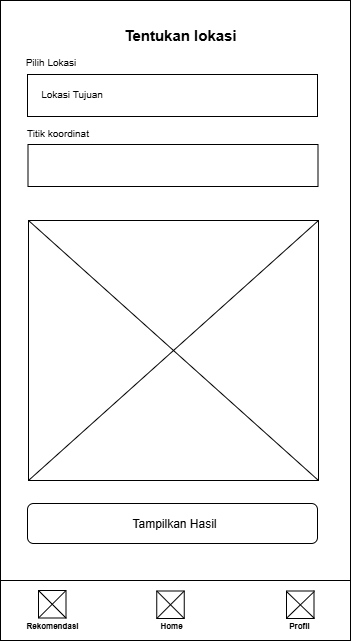 Tentukan lokasi
Pilih Lokasi
Lokasi Tujuan
Titik koordinat
Tampilkan Hasil
Rekomendasi
Home
Profil